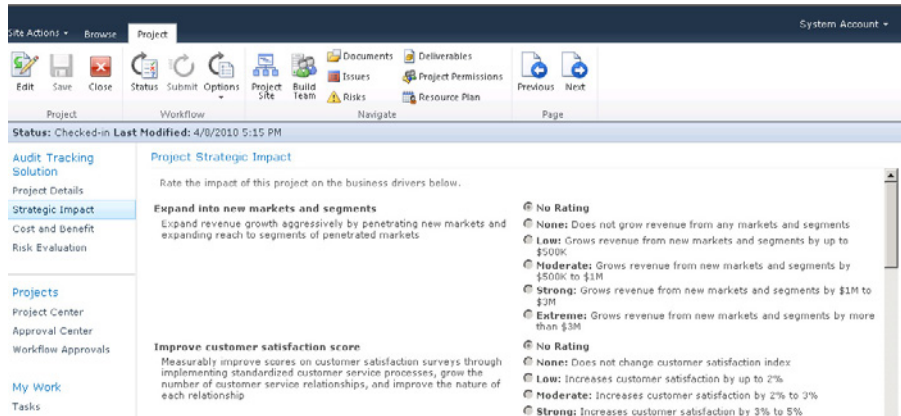 Site Actions Browse Project
System Account
Edit Save Close
Status Submit Options
Project Site
Build Team
Documents
Issues
Risks
Deliverables
Project Permissions
Resource Plan
Previous Next
Project Workflow Navigate Page
Status: Checked-in Last Modified: 4/8/2010 5:15 PM
Audit Tracking
Solution
Project Details
Strategic Impact
Cost and Benefit
Risk Evaluation
Projects
Project Center
Approval Center
Workflow Approvals
My Work
Tasks
Project Strategic Impact
Rate the impact of this project on the business drivers below.
Expand into new markets and segments
Expand revenue growth aggressively by penetrating new markets and
expanding reach to segments of penetrated markets
No Rating
None: Does not grow revenue from any markets and segments
Low: Grows revenue from new markets and segments by up to
$500K
Moderate: Grows revenue from new markets and segments by
$500K to $1M
Strong: Grows revenue from new markets and segments by $1M to
$3M
Extreme: Grows revenue from new markets and segments by more
than $3M
Improve customer satisfaction score
Measurably improve scores on customer satisfaction surveys through
implementing standardized customer service processes, grow the
number of customer service relationships, and improve the nature of
each relationship
No Rating
None: Does not change customer satisfaction index
Low: Increases customer satisfaction by up to 2%
Moderate: Increases customer satisfaction by 2% to 3%
Strong: Increases customer satisfaction by 3% to 5%